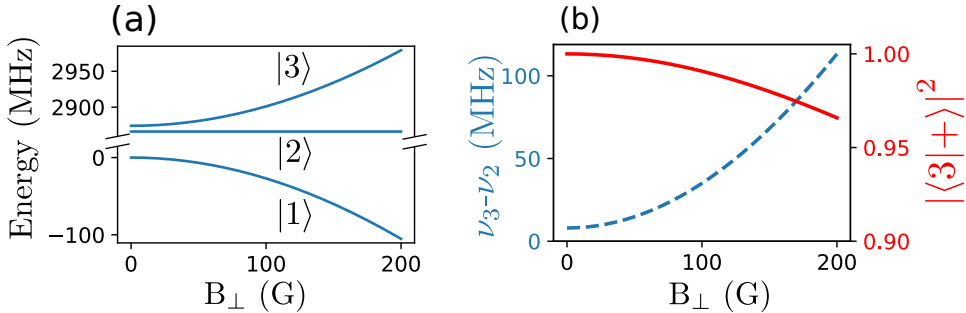 (a)
Energy (MHz)
2950
2900
0
−100
|3⟩
|2⟩
|1⟩
0 100 200
B⊥ (G)
(b)
ν₃-ν₂ (MHz)
100
50
0
1.00
0.95
0.90
|⟨3|+⟩|²
0 100 200
B⊥ (G)